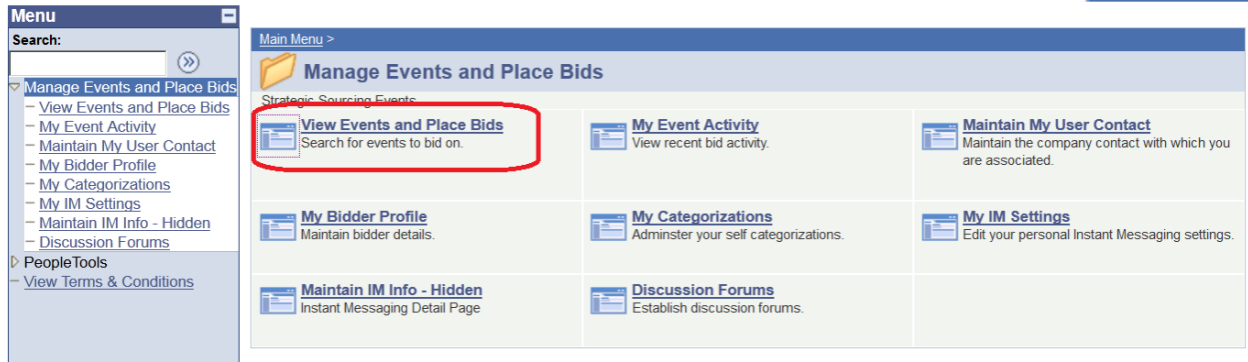 Menu
Search:
Manage Events and Place Bids
View Events and Place Bids
My Event Activity
Maintain My User Contact
My Bidder Profile
My Categorizations
My IM Settings
Maintain IM Info - Hidden
Discussion Forums
PeopleTools
View Terms & Conditions
Main Menu >
Manage Events and Place Bids
Strategic Sourcing Events
View Events and Place Bids
Search for events to bid on.
My Event Activity
View recent bid activity.
Maintain My User Contact
Maintain the company contact with which you
are associated.
My Bidder Profile
Maintain bidder details.
My Categorizations
Adminster your self categorizations.
My IM Settings
Edit your personal Instant Messaging settings.
Maintain IM Info - Hidden
Instant Messaging Detail Page
Discussion Forums
Establish discussion forums.